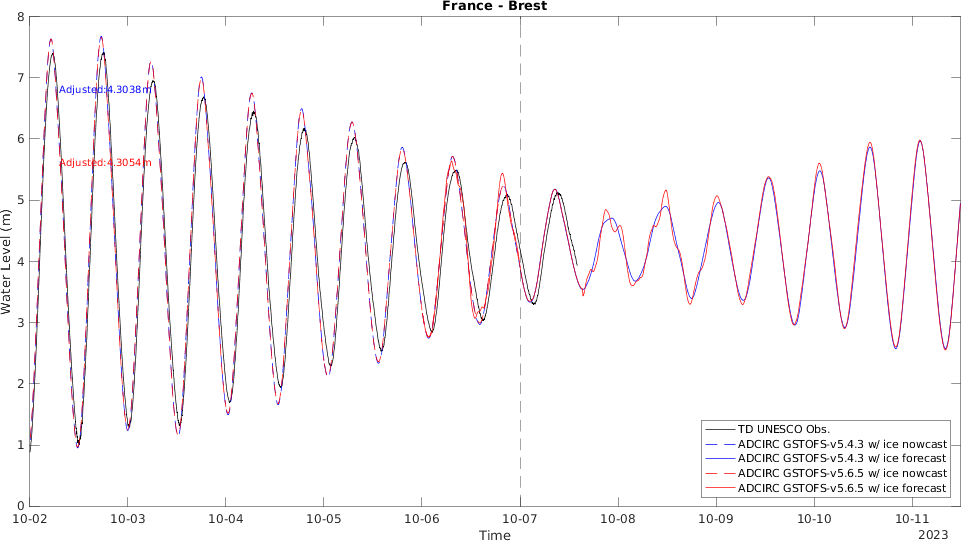 France - Brest
Water Level (m)
8
7
6
5
4
3
2
1
0
Adjusted:4.3038m
Adjusted:4.3054m
TD UNESCO Obs.
ADCIRC GSTOFS-v5.4.3 w/ ice nowcast
ADCIRC GSTOFS-v5.4.3 w/ ice forecast
ADCIRC GSTOFS-v5.6.5 w/ ice nowcast
ADCIRC GSTOFS-v5.6.5 w/ ice forecast
10-02 10-03 10-04 10-05 10-06 10-07 10-08 10-09 10-10 10-11
Time
2023